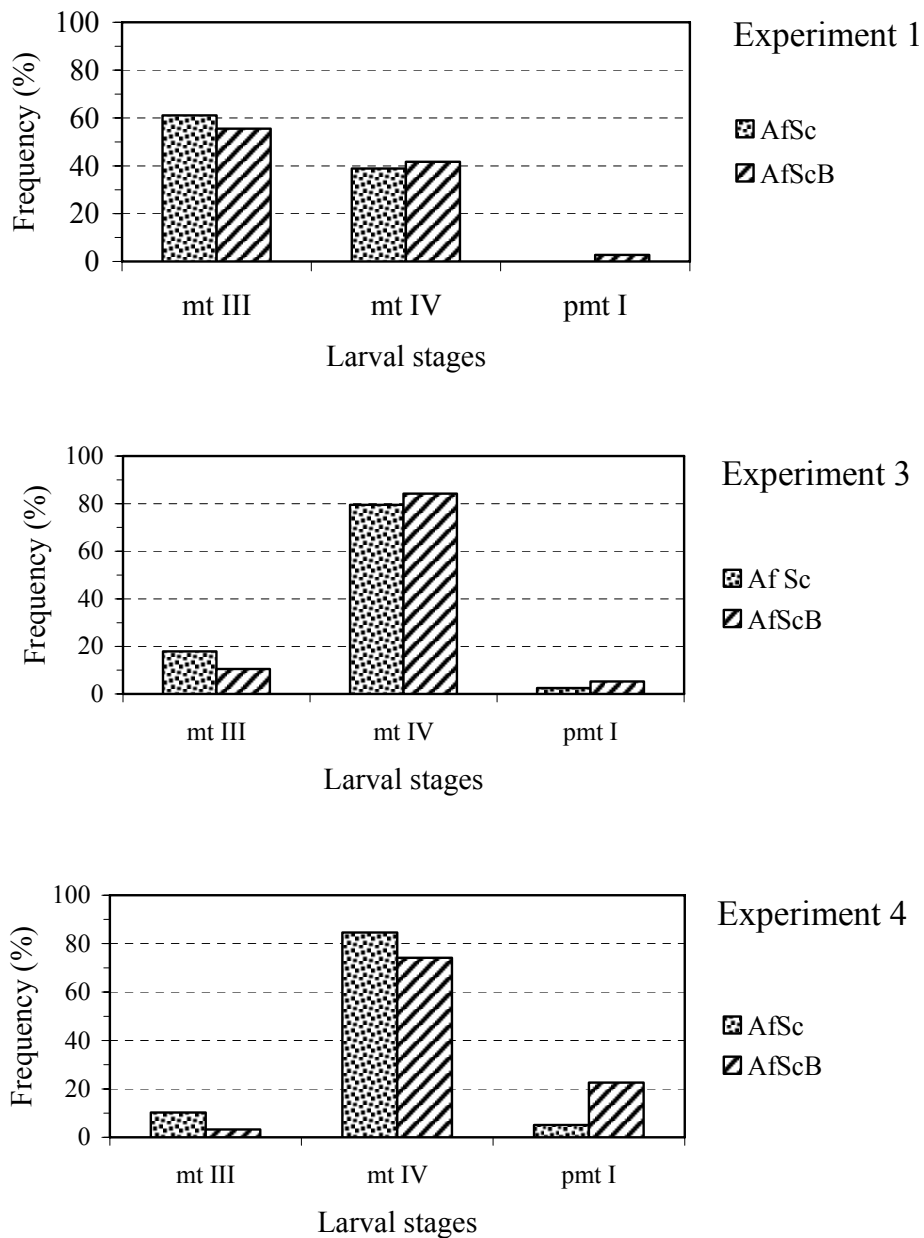 Experiment 1
Frequency (%)
100
80
60
40
20
0
AfSc
AfScB
mt III mt IV pmt I
Larval stages
Experiment 3
Frequency (%)
100
80
60
40
20
0
Af Sc
AfScB
mt III mt IV pmt I
Larval stages
Experiment 4
Frequency (%)
100
80
60
40
20
0
AfSc
AfScB
mt III mt IV pmt I
Larval stages